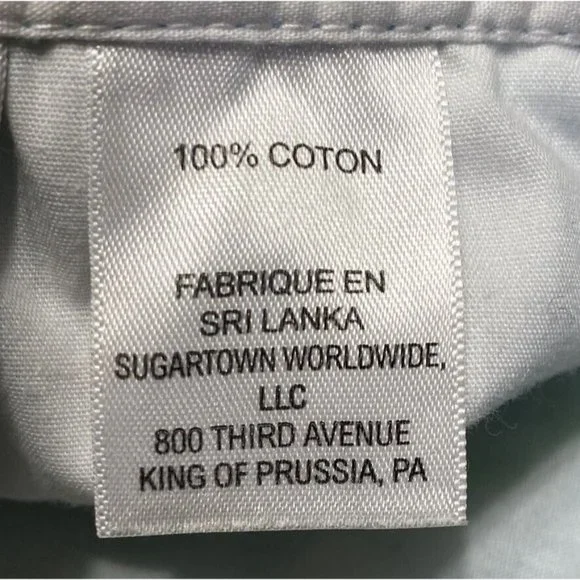 100% COTON
FABRIQUE EN
SRI LANKA
SUGARTOWN WORLDWIDE,
LLC
800 THIRD AVENUE
KING OF PRUSSIA, PA